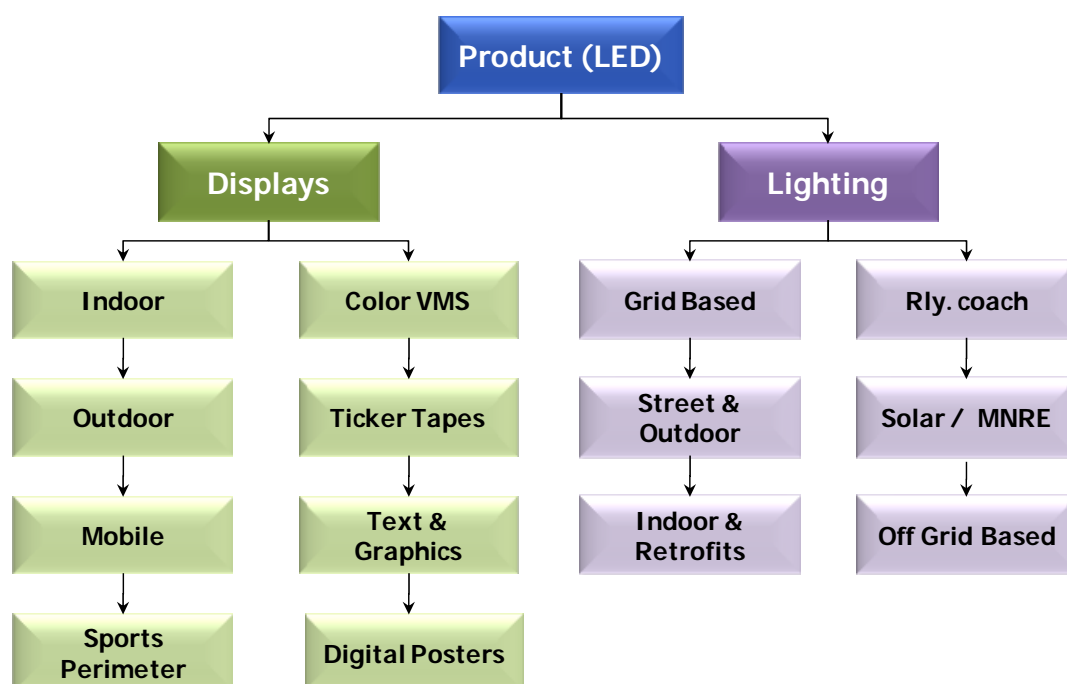 Product (LED)
Displays
Lighting
Indoor
Color VMS
Grid Based
Rly. coach
Outdoor
Ticker Tapes
Street &
Outdoor
Solar / MNRE
Mobile
Text &
Graphics
Indoor &
Retrofits
Off Grid Based
Sports
Perimeter
Digital Posters